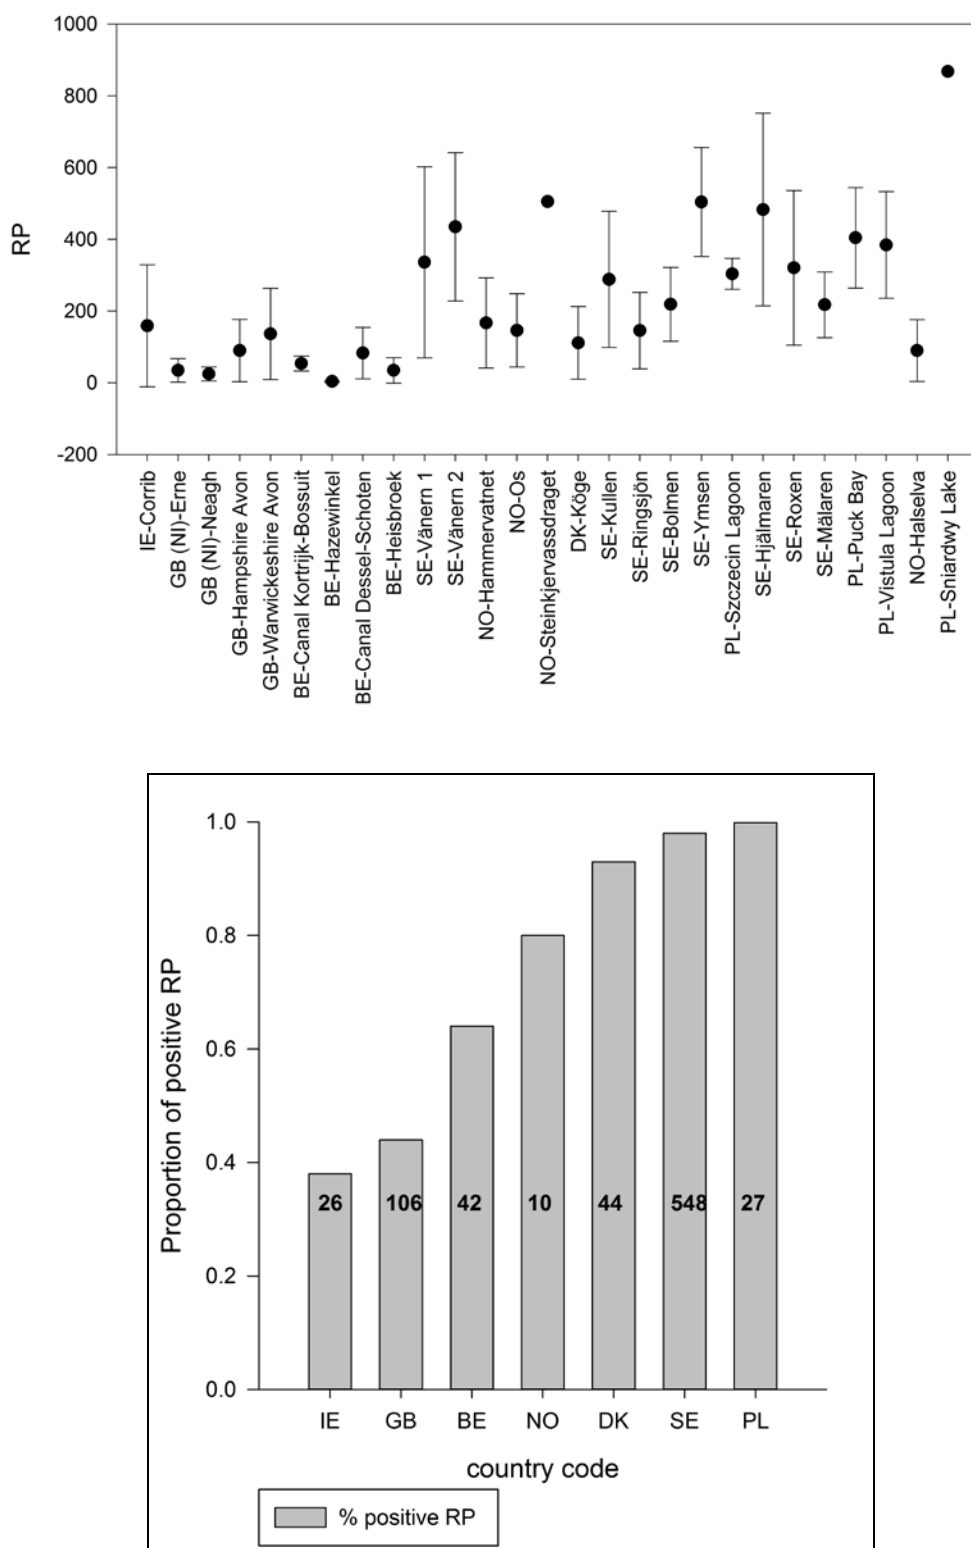 1000
800
600
400
200
0
-200
RP
IE-Corrib
GB (NI)-Erne
GB (NI)-Neagh
GB-Hampshire Avon
GB-Warwickeshire Avon
BE-Canal Kortrijk-Bossuit
BE-Hazewinkel
BE-Canal Dessel-Schoten
BE-Heisbroek
SE-Vänern 1
SE-Vänern 2
NO-Hammervatnet
NO-Os
NO-Steinkjervassdraget
DK-Köge
SE-Kullen
SE-Ringsjön
SE-Bolmen
SE-Ymsen
PL-Szczecin Lagoon
SE-Hjälmaren
SE-Roxen
SE-Mälaren
PL-Puck Bay
PL-Vistula Lagoon
NO-Halselva
PL-Sniardwy Lake
1.0
0.8
0.6
0.4
0.2
0.0
Proportion of positive RP
26 106 42 10 44 548 27
IE GB BE NO DK SE PL
country code
% positive RP